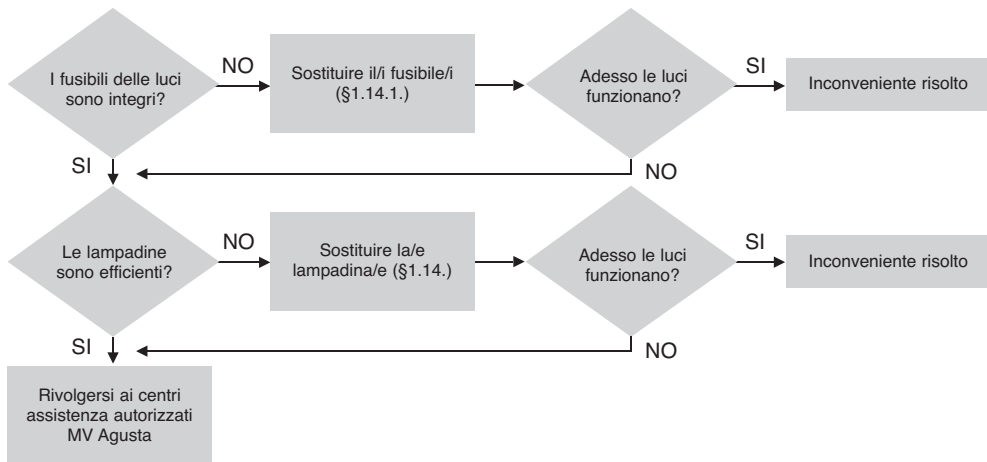 I fusibili delle luci
sono integri?
NO
Sostituire il/i fusibile/i
(§1.14.1.)
Adesso le luci
funzionano?
SI
Inconveniente risolto
SI
NO
Le lampadine
sono efficienti?
NO
Sostituire la/e
lampadina/e (§1.14.)
Adesso le luci
funzionano?
SI
Inconveniente risolto
SI
NO
Rivolgersi ai centri
assistenza autorizzati
MV Agusta